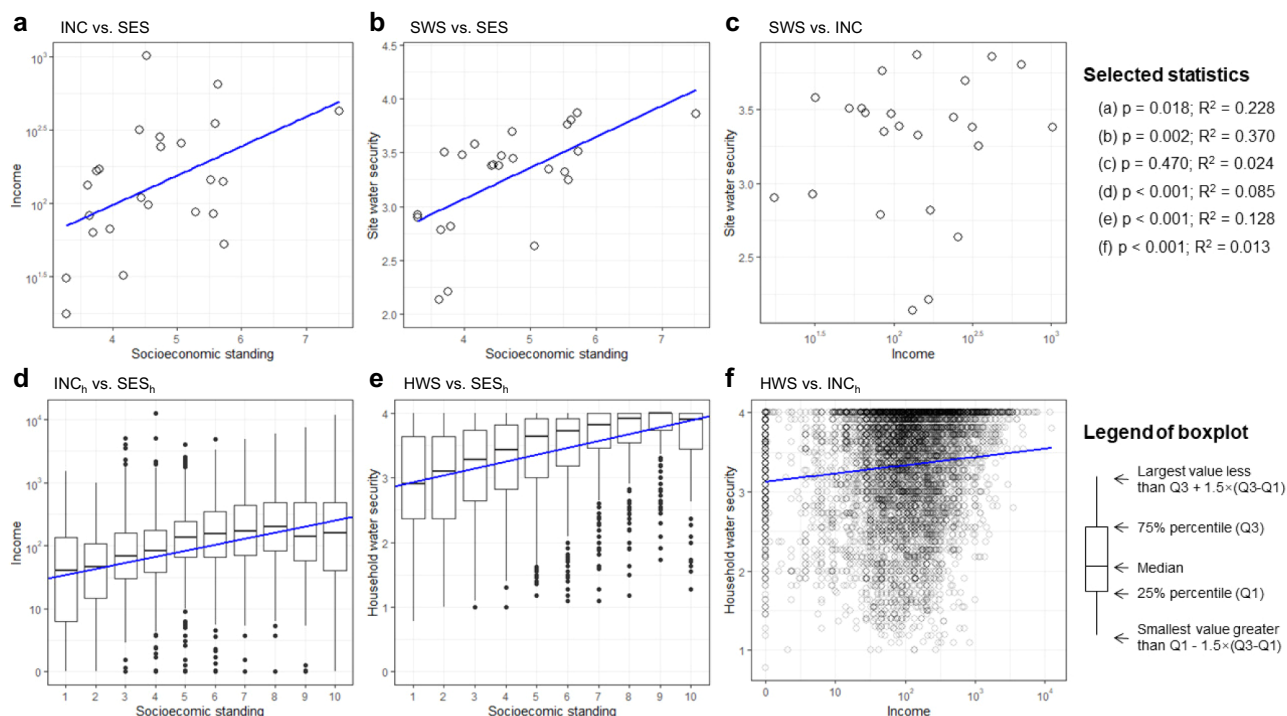 a INC vs. SES
10³
10²·⁵
10²
10¹·⁵
Income
4 5 6 7
Socioeconomic standing
b SWS vs. SES
4.5
4.0
3.5
3.0
2.5
2.0
Site water security
4 5 6 7
Socioeconomic standing
c SWS vs. INC
3.5
3.0
2.5
Site water security
10¹·⁵ 10² 10²·⁵ 10³
Income
Selected statistics
(a) p = 0.018; R² = 0.228
(b) p = 0.002; R² = 0.370
(c) p = 0.470; R² = 0.024
(d) p < 0.001; R² = 0.085
(e) p < 0.001; R² = 0.128
(f) p < 0.001; R² = 0.013
d INCₕ vs. SESₕ
10⁴
10³
10²
10
0
Income
1 2 3 4 5 6 7 8 9 10
Socioecomic standing
e HWS vs. SESₕ
4
3
2
1
0
Household water security
1 2 3 4 5 6 7 8 9 10
Socioeconomic standing
f HWS vs. INCₕ
4
3
2
1
Household water security
0 10 10² 10³ 10⁴
Income
Legend of boxplot
Largest value less
than Q3 + 1.5×(Q3-Q1)
75% percentile (Q3)
Median
25% percentile (Q1)
Smallest value greater
than Q1 - 1.5×(Q3-Q1)